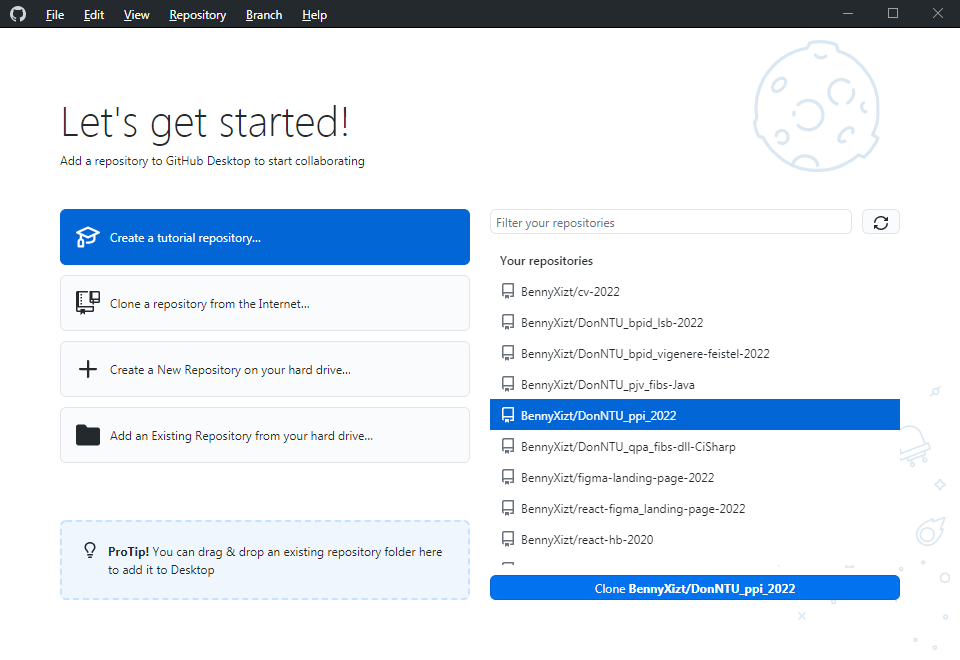 File Edit View Repository Branch Help
Let's get started!
Add a repository to GitHub Desktop to start collaborating
Create a tutorial repository...
Clone a repository from the Internet...
Create a New Repository on your hard drive...
Add an Existing Repository from your hard drive...
ProTip! You can drag & drop an existing repository folder here
to add it to Desktop
Filter your repositories
Your repositories
BennyXizt/cv-2022
BennyXizt/DonNTU_bpid_lsb-2022
BennyXizt/DonNTU_bpid_vigenere-feistel-2022
BennyXizt/DonNTU_pjv_fibs-Java
BennyXizt/DonNTU_ppi_2022
BennyXizt/DonNTU_qpa_fibs-dll-CiSharp
BennyXizt/figma-landing-page-2022
BennyXizt/react-figma_landing-page-2022
BennyXizt/react-hb-2020
Clone BennyXizt/DonNTU_ppi_2022